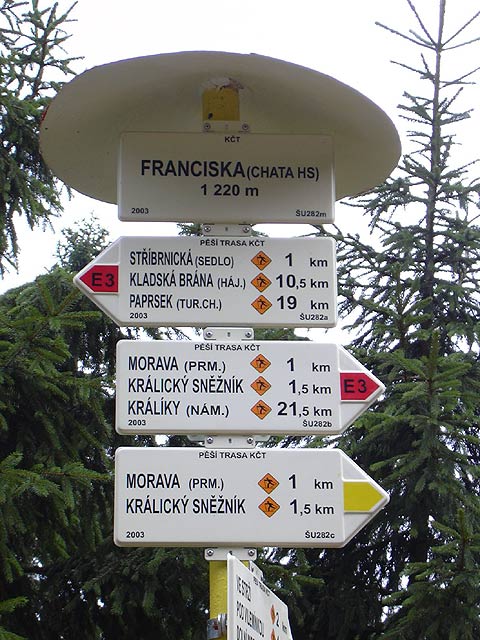 KČT
FRANCISKA (CHATA HS)
1 220 m
2003 ŠU282m
PĚŠÍ TRASA KČT
STŘÍBRNICKÁ (SEDLO) 1 km
E3 KLADSKÁ BRÁNA (HÁJ.) 10,5 km
PAPRSEK (TUR.CH.) 19 km
2003 ŠU282a
PĚŠÍ TRASA KČT
MORAVA (PRM.) 1 km
KRÁLICKÝ SNĚŽNÍK 1,5 km E3
KRÁLÍKY (NÁM.) 21,5 km
2003 ŠU282b
PĚŠÍ TRASA KČT
MORAVA (PRM) 1 km
KRÁLICKÝ SNĚŽNÍK 1,5 km
2003 ŠU282c